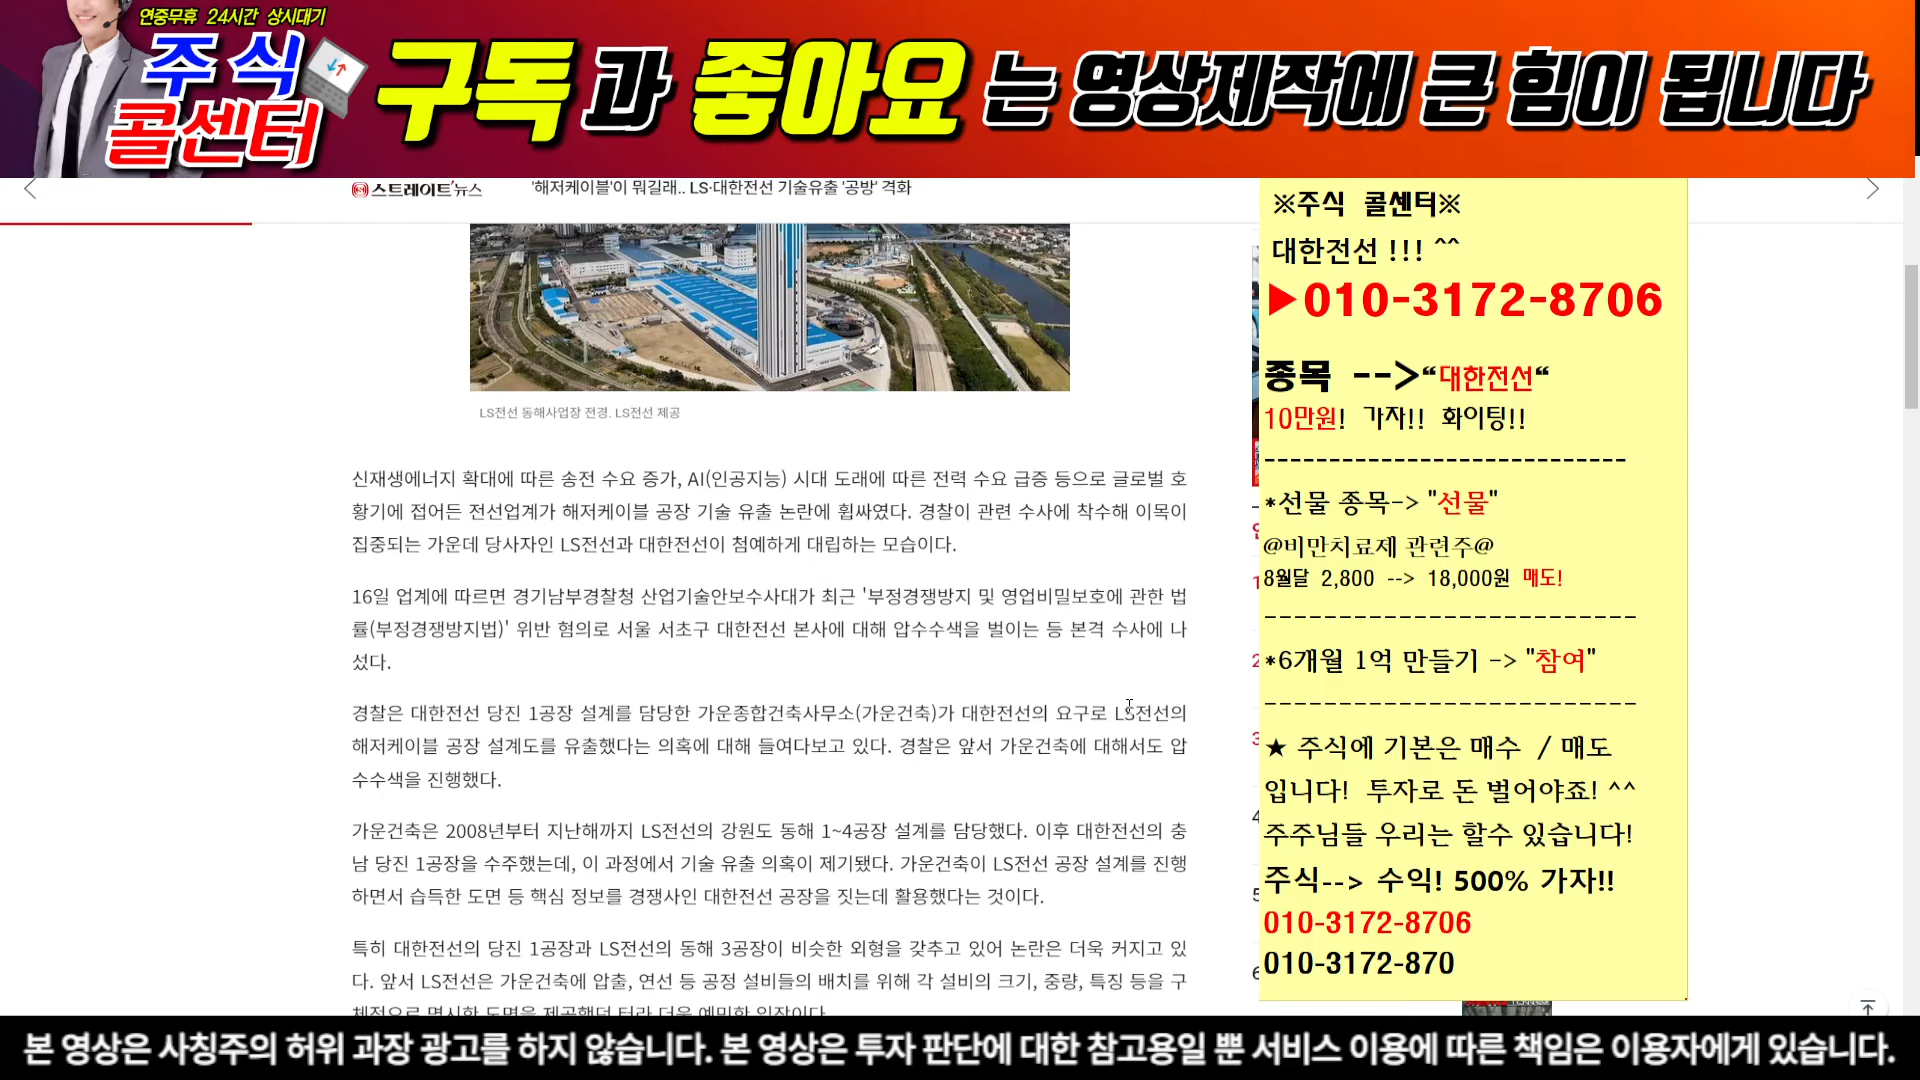 연중무휴 24시간 상시대기
주식
콜센터
구독과 좋아요는 영상제작에 큰 힘이 됩니다
스트레이트뉴스
'해저케이블'이 뭐길래.. LS·대한전선 기술유출 '공방' 격화
LS전선 동해사업장 전경. LS전선 제공
신재생에너지 확대에 따른 송전 수요 증가, AI(인공지능) 시대 도래에 따른 전력 수요 급증 등으로 글로벌 호
황기에 접어든 전선업계가 해저케이블 공장 기술 유출 논란에 휩싸였다. 경찰이 관련 수사에 착수해 이목이
집중되는 가운데 당사자인 LS전선과 대한전선이 첨예하게 대립하는 모습이다.
16일 업계에 따르면 경기남부경찰청 산업기술안보수사대가 최근 '부정경쟁방지 및 영업비밀보호에 관한 법
률(부정경쟁방지법)' 위반 혐의로 서울 서초구 대한전선 본사에 대해 압수수색을 벌이는 등 본격 수사에 나
섰다.
경찰은 대한전선 당진 1공장 설계를 담당한 가운종합건축사무소(가운건축)가 대한전선의 요구로 LS전선의
해저케이블 공장 설계도를 유출했다는 의혹에 대해 들여다보고 있다. 경찰은 앞서 가운건축에 대해서도 압
수수색을 진행했다.
가운건축은 2008년부터 지난해까지 LS전선의 강원도 동해 1~4공장 설계를 담당했다. 이후 대한전선의 충
남 당진 1공장을 수주했는데, 이 과정에서 기술 유출 의혹이 제기됐다. 가운건축이 LS전선 공장 설계를 진행
하면서 습득한 도면 등 핵심 정보를 경쟁사인 대한전선 공장을 짓는데 활용했다는 것이다.
특히 대한전선의 당진 1공장과 LS전선의 동해 3공장이 비슷한 외형을 갖추고 있어 논란은 더욱 커지고 있
다. 앞서 LS전선은 가운건축에 압출, 연선 등 공정 설비들의 배치를 위해 각 설비의 크기, 중량, 특징 등을 구
체적으로 명시한 도면을 제공했던 터라 더욱 예민한 입장이다.
※주식 콜센터※
대한전선 !!! ^^
▶010-3172-8706
종목 -->“대한전선“
10만원! 가자!! 화이팅!!
----------------------------
*선물 종목-> "선물"
@비만치료제 관련주@
8월달 2,800 --> 18,000원 매도!
-------------------------
*6개월 1억 만들기 -> "참여"
-------------------------
★ 주식에 기본은 매수 / 매도
입니다! 투자로 돈 벌어야죠! ^^
주주님들 우리는 할수 있습니다!
주식--> 수익! 500% 가자!!
010-3172-8706
010-3172-870
본 영상은 사칭주의 허위 과장 광고를 하지 않습니다. 본 영상은 투자 판단에 대한 참고용일 뿐 서비스 이용에 따른 책임은 이용자에게 있습니다.